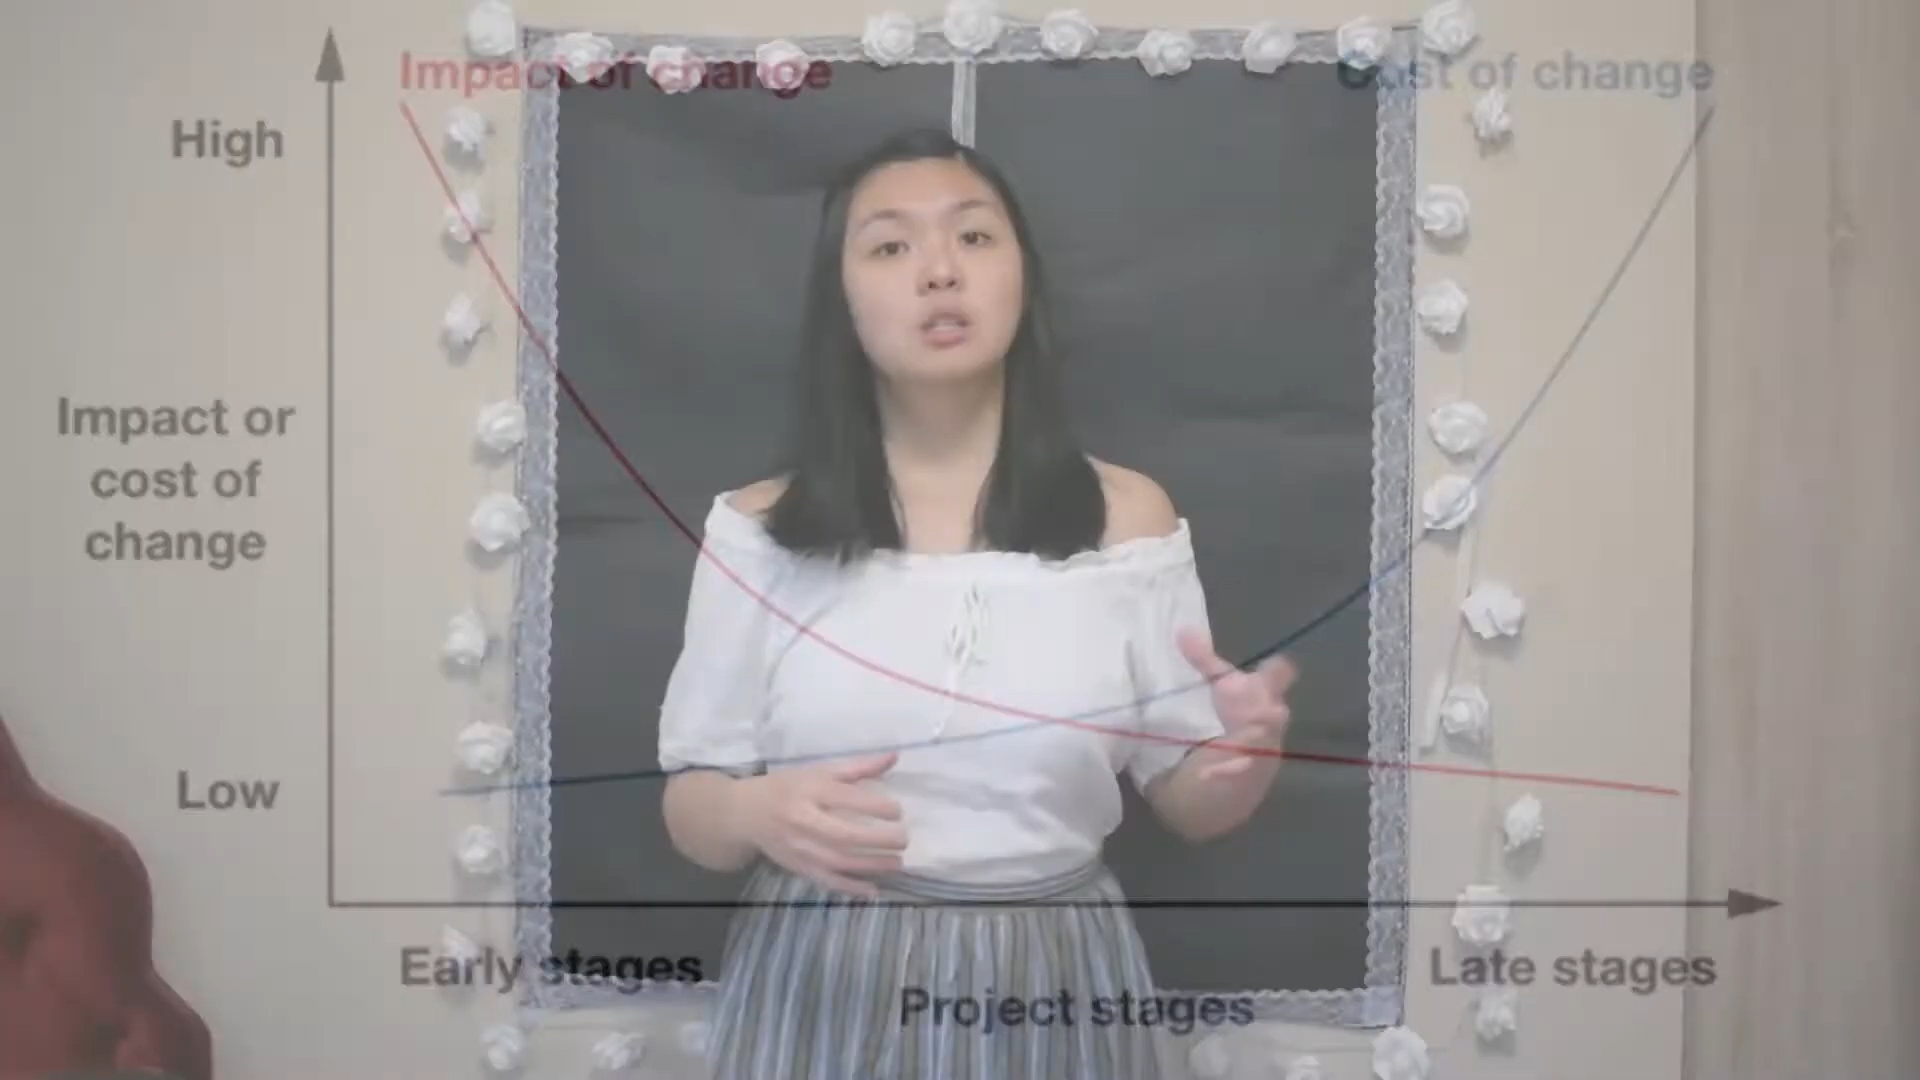 Impact of change
Cost of change
High
Impact or
cost of
change
Low
Early stages
Late stages
Project stages